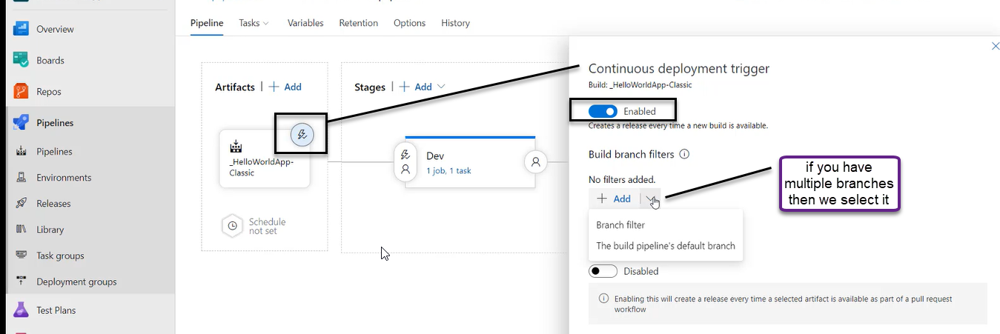 Overview
Boards
Repos
Pipelines
Pipelines
Environments
Releases
Library
Task groups
Deployment groups
Test Plans
Pipeline Tasks Variables Retention Options History
Artifacts | + Add
_HelloWorldApp-
Classic
Schedule
not set
Stages | + Add
Dev
1 job, 1 task
Continuous deployment trigger
Build: _HelloWorldApp-Classic
Enabled
Creates a release every time a new build is available.
Build branch filters
No filters added.
+ Add
Branch filter
The build pipeline's default branch
Disabled
Enabling this will create a release every time a selected artifact is available as part of a pull request
workflow
if you have
multiple branches
then we select it